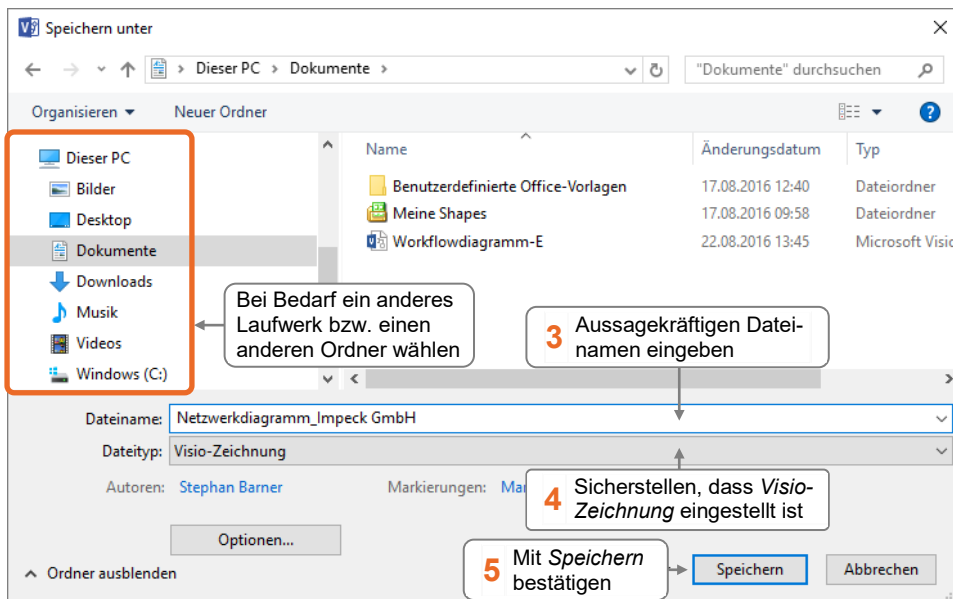 Speichern unter
Dieser PC > Dokumente >
"Dokumente" durchsuchen
Organisieren
Neuer Ordner
?
Dieser PC
Bilder
Desktop
Dokumente
Downloads
Musik
Videos
Windows (C:)
Name Änderungsdatum Typ
Benutzerdefinierte Office-Vorlagen 17.08.2016 12:40 Dateiordner
Meine Shapes 17.08.2016 09:58 Dateiordner
Workflowdiagramm-E 22.08.2016 13:45 Microsoft Visio
Bei Bedarf ein anderes
Laufwerk bzw. einen
anderen Ordner wählen
3 Aussagekräftigen Datei-
namen eingeben
Dateiname: Netzwerkdiagramm_Impeck GmbH
Dateityp: Visio-Zeichnung
Autoren: Stephan Barner
Markierungen:
4 Sicherstellen, dass Visio-
Zeichnung eingestellt ist
Optionen...
5 Mit Speichern
bestätigen
Speichern
Abbrechen
Ordner ausblenden